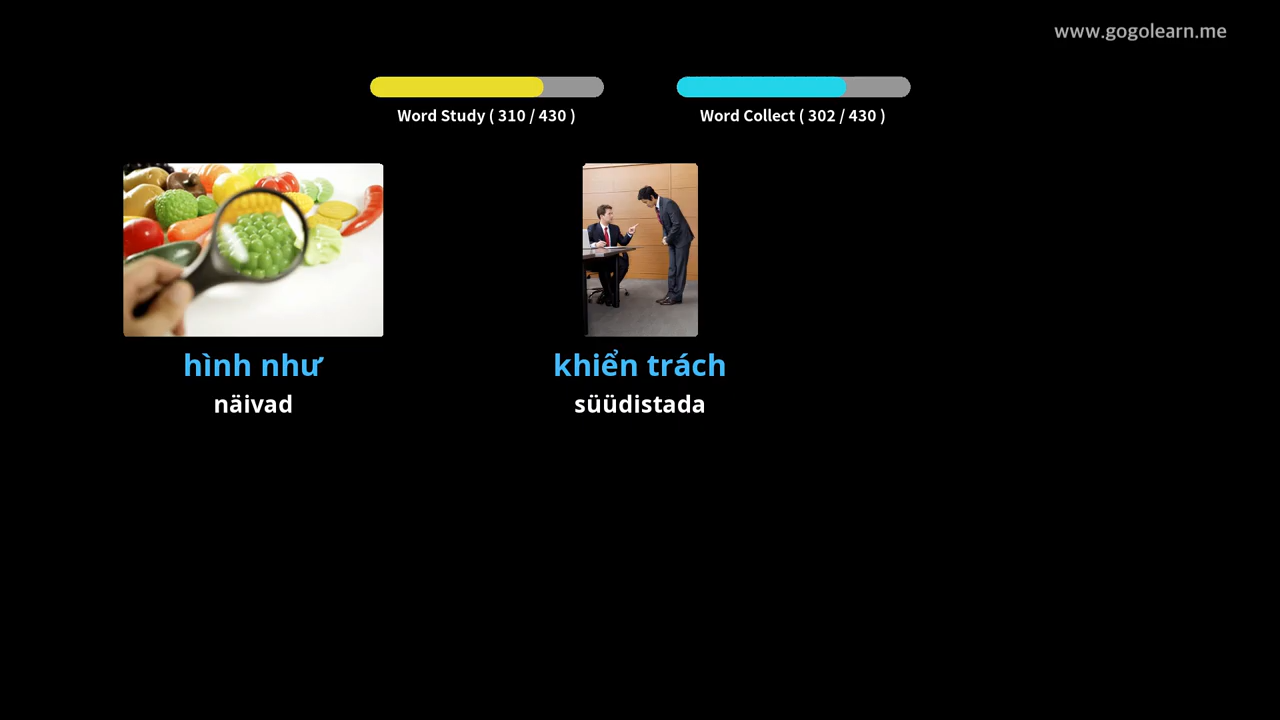 www.gogolearn.me
Word Study ( 310 / 430 )
Word Collect ( 302 / 430 )
hình như
näivad
khiển trách
süüdistada